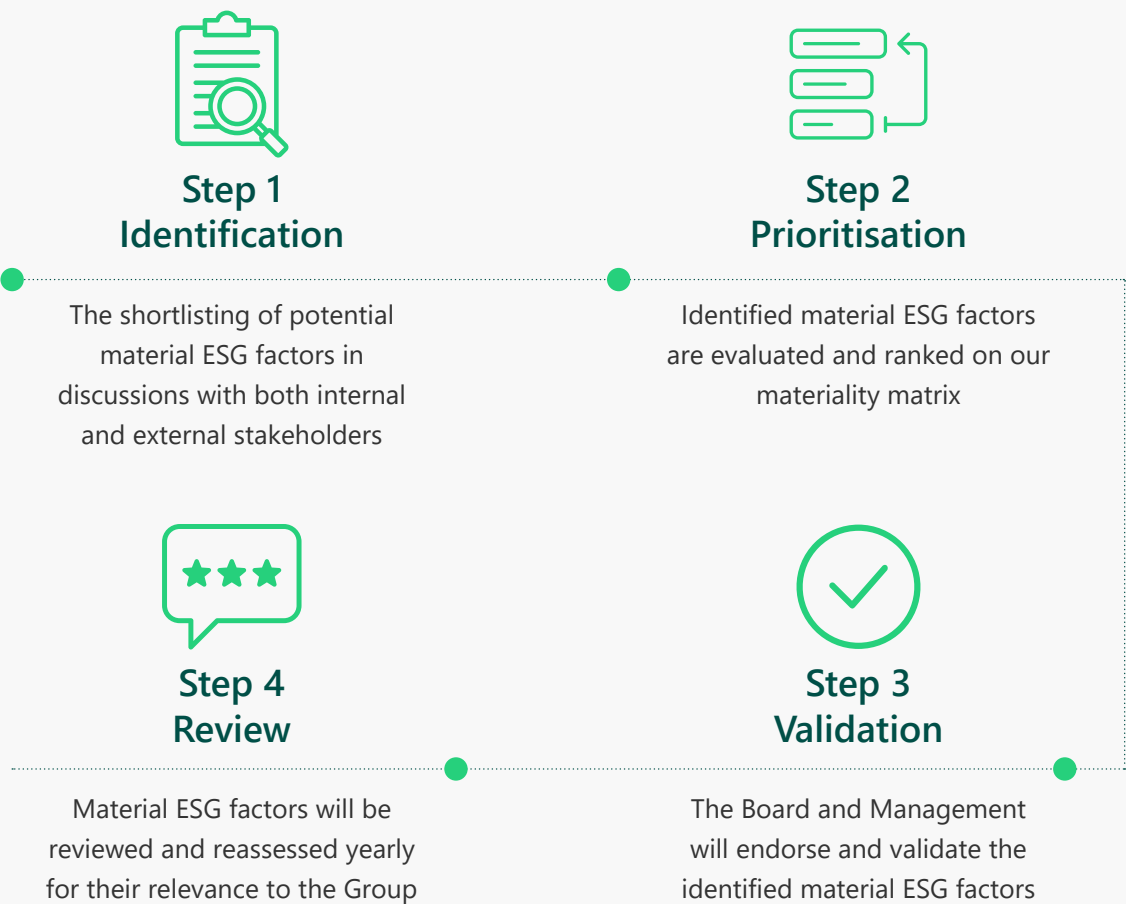 Step 1
Identification
The shortlisting of potential
material ESG factors in
discussions with both internal
and external stakeholders
Step 2
Prioritisation
Identified material ESG factors
are evaluated and ranked on our
materiality matrix
Step 3
Validation
The Board and Management
will endorse and validate the
identified material ESG factors
Step 4
Review
Material ESG factors will be
reviewed and reassessed yearly
for their relevance to the Group